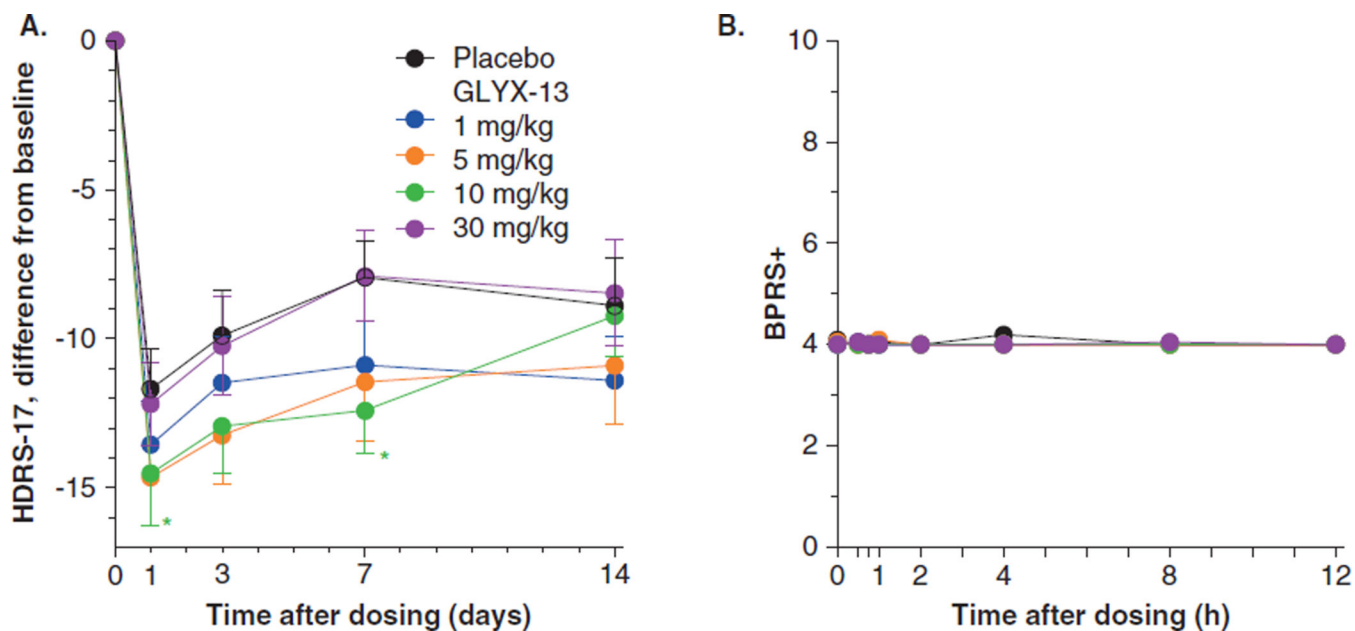 A.
HDRS-17, difference from baseline
0
-5
-10
-15
Placebo
GLYX-13
1 mg/kg
5 mg/kg
10 mg/kg
30 mg/kg
*
*
0 1 3 7 14
Time after dosing (days)
B.
BPRS+
10
8
6
4
2
0
0 1 2 4 8 12
Time after dosing (h)